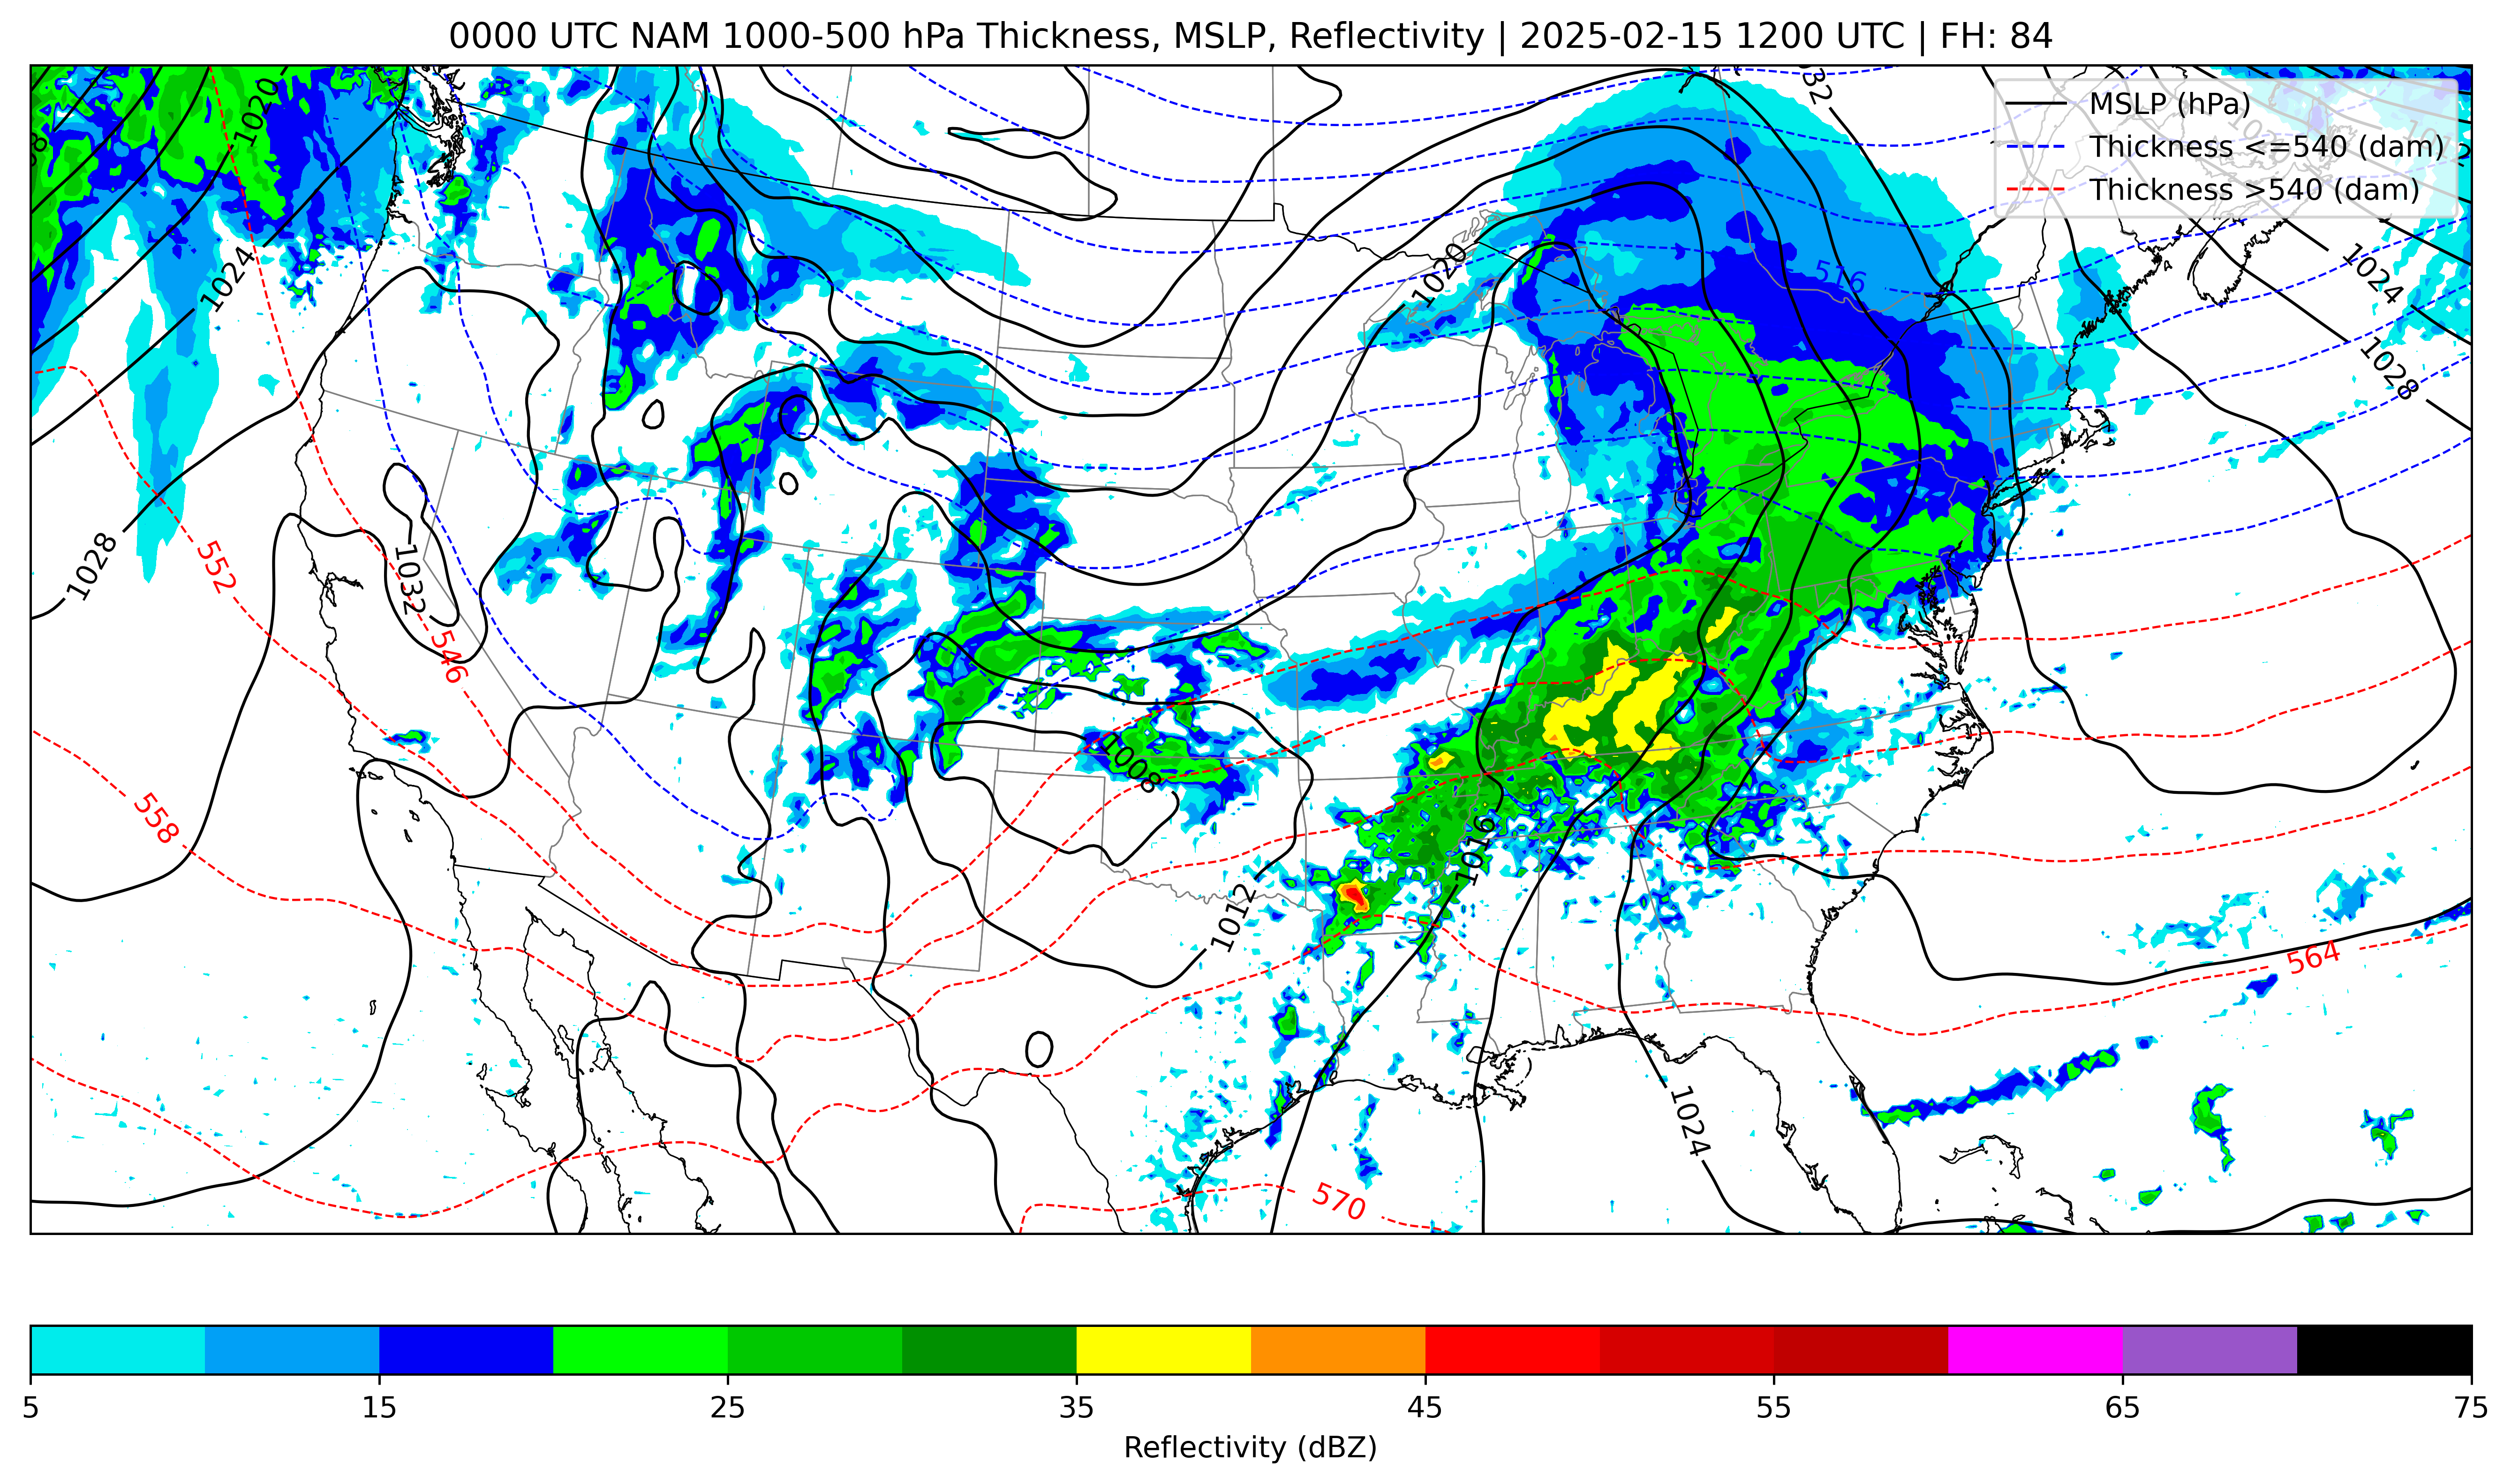 0000 UTC NAM 1000-500 hPa Thickness, MSLP, Reflectivity | 2025-02-15 1200 UTC | FH: 84
MSLP (hPa)
Thickness <=540 (dam)
Thickness >540 (dam)
1020
1024
1028
1032
552
546
558
1020
516
1024
1028
1008
1016
1012
564
1024
570
5 15 25 35 45 55 65 75
Reflectivity (dBZ)